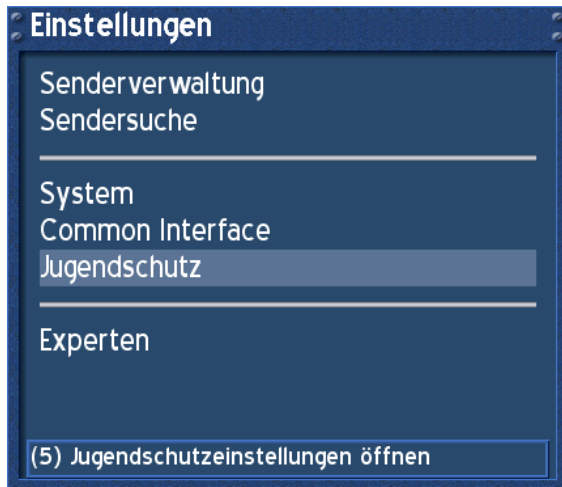 Einstellungen
Senderverwaltung
Sendersuche
System
Common Interface
Jugendschutz
Experten
(5) Jugendschutzeinstellungen öffnen